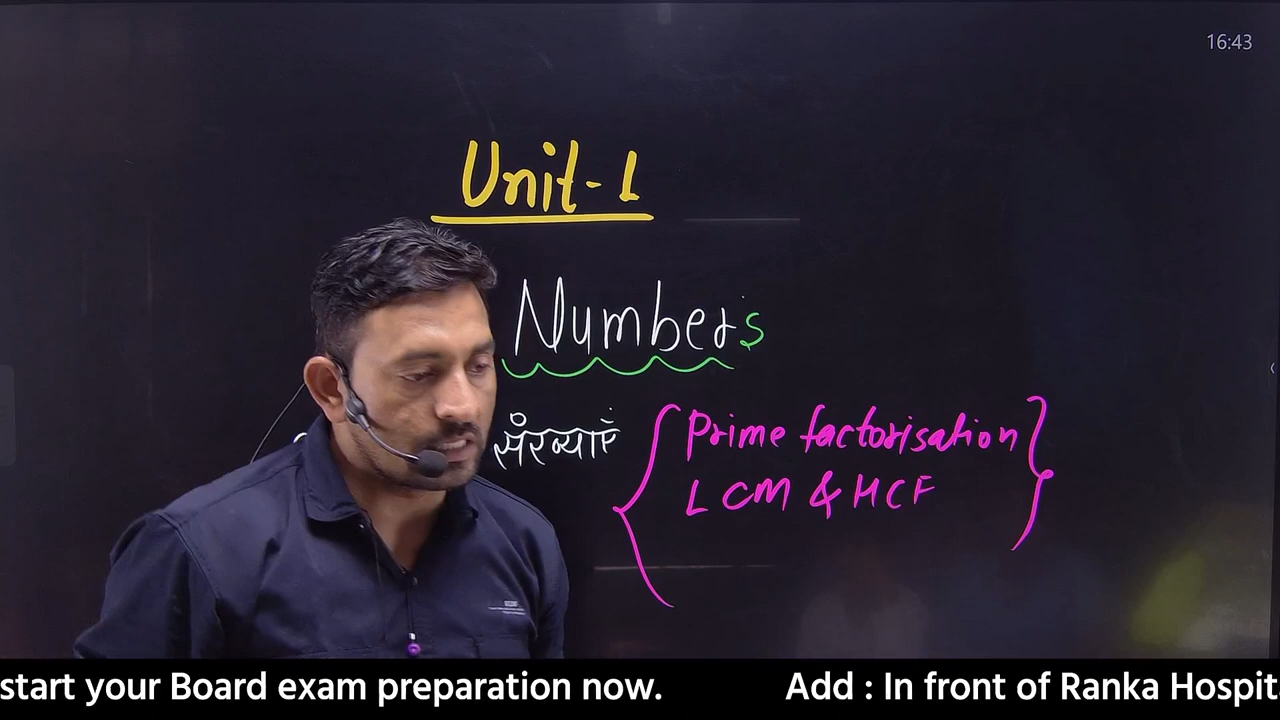 16:43
Unit-1
Numbers
संख्याएं
Prime factorisation
LCM & HCF
start your Board exam preparation now.
Add : In front of Ranka Hospit